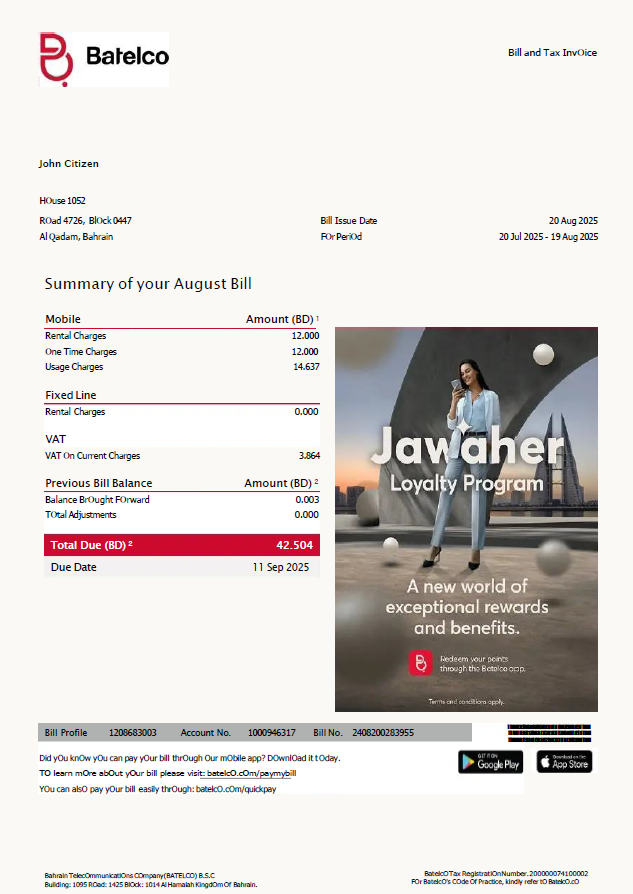 Batelco
Bill and Tax InvOice
John Citizen
HOuse 1052
ROad 4726, BlOck 0447
Bill Issue Date 20 Aug 2025
Al Qadam, Bahrain
FOr PeriOd 20 Jul 2025 - 19 Aug 2025
Summary of your August Bill
Mobile Amount (BD) ¹
Rental Charges 12.000
One Time Charges 12.000
Usage Charges 14.637
Fixed Line
Rental Charges 0.000
VAT
VAT On Current Charges 3.864
Previous Bill Balance Amount (BD) ²
Balance BrOught FOrward 0.003
TOtal Adjustments 0.000
Total Due (BD) ² 42.504
Due Date 11 Sep 2025
Jawaher
Loyalty Program
A new world of
exceptional rewards
and benefits.
Redeem your points
through the Batelco app.
Terms and conditions apply.
Bill Profile 1208683003 Account No. 1000946317 Bill No. 2408200283955
Did yOu knOw yOu can pay yOur bill thrOugh Our mObile app? DOwnlOad it tOday.
TO learn mOre abOut yOur bill please visit: batelcO.cOm/paymybill
YOu can alsO pay yOur bill easily thrOugh: batelcO.cOm/quickpay
GET IT ON
Google Play
Download on the
App Store
Bahrain TelecOmmunicatiOns COmpany (BATELCO) B.S.C
Building: 1095 ROad: 1425 BlOck: 1014 Al Hamalah KingdOm Of Bahrain.
BatelcO Tax RegistratiOn Number. 200000074100002
FOr BatelcO's COde Of Practice, kindly refer tO BatelcO.cO